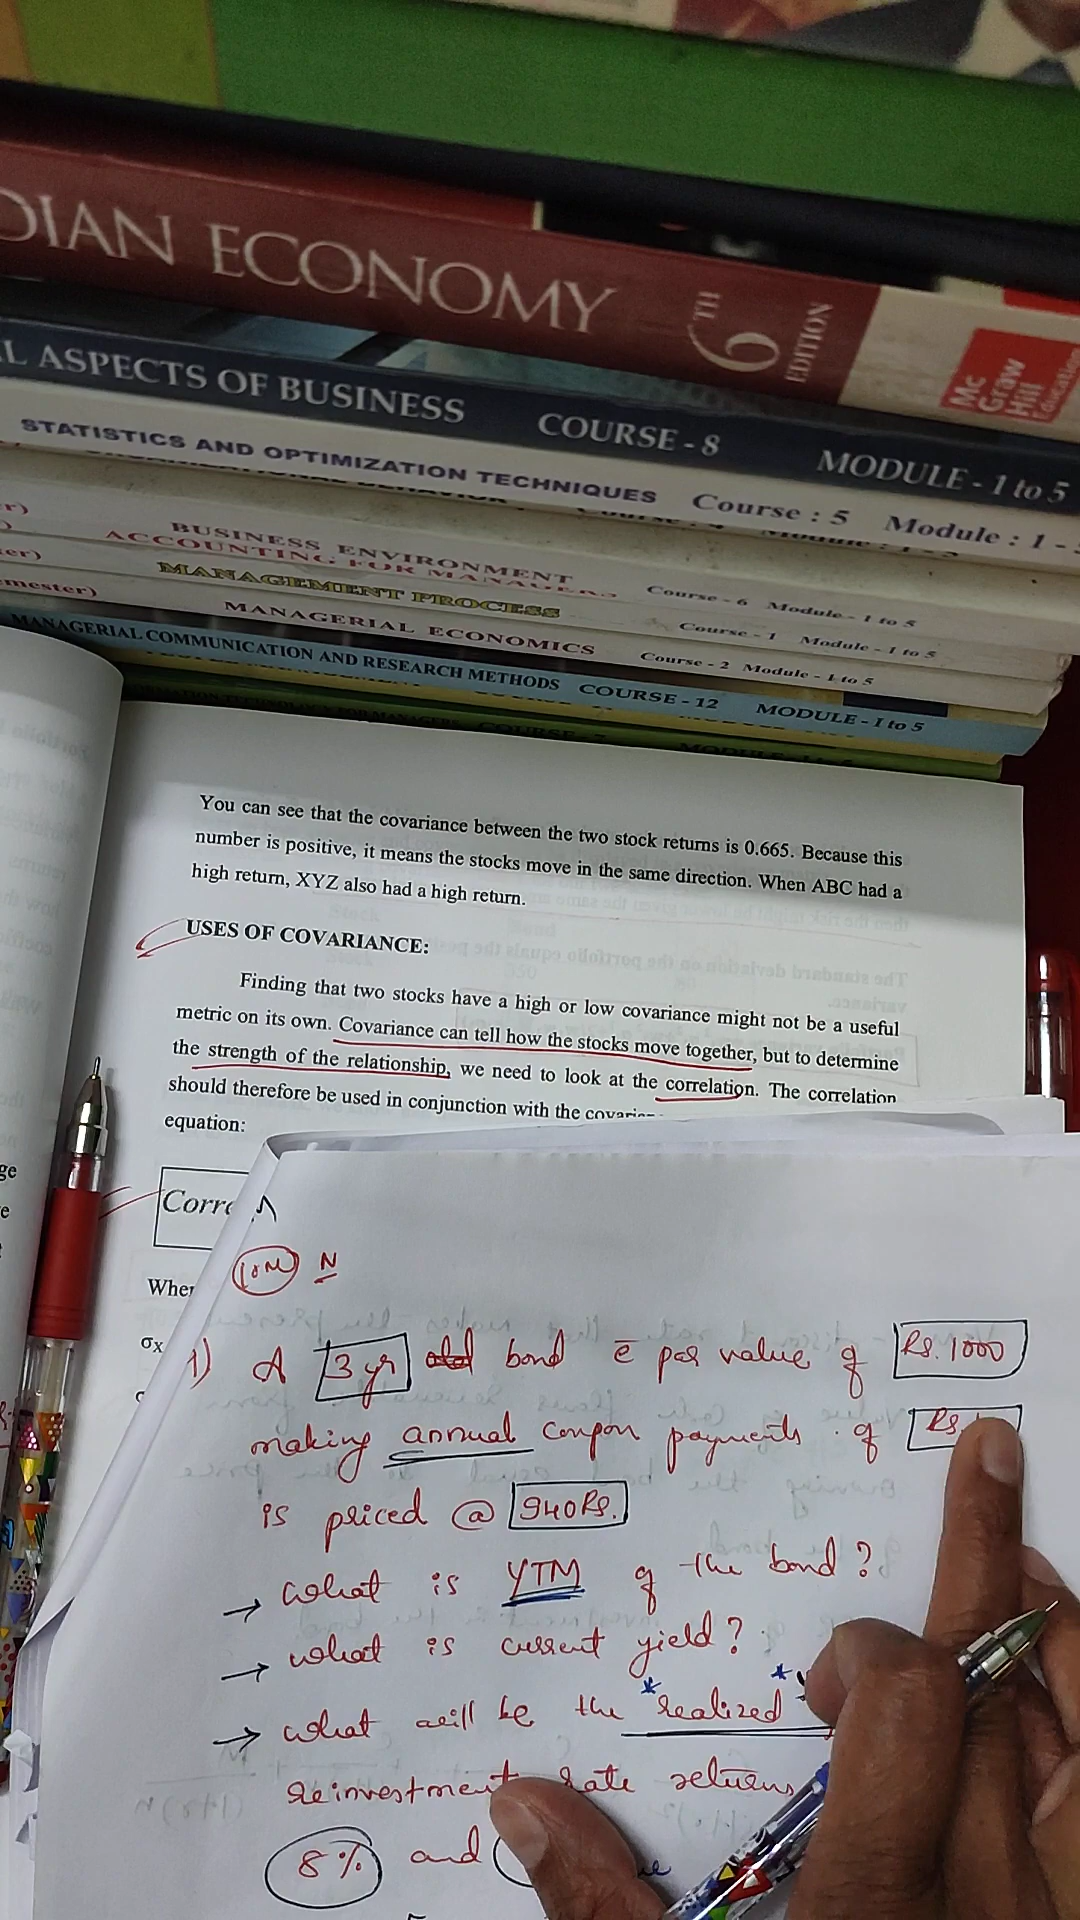 DIAN ECONOMY 6TH EDITION
Mc
Graw
Hill
Education
L ASPECTS OF BUSINESS COURSE - 8 MODULE - 1 to 5
STATISTICS AND OPTIMIZATION TECHNIQUES Course : 5 Module : 1 -
BUSINESS ENVIRONMENT Course - 6 Module - 1 to 5
ACCOUNTING FOR MANAGERS
MANAGEMENT PROCESS Course - 1 Module - 1 to 5
MANAGERIAL ECONOMICS Course - 2 Module - 1 to 5
mester)
MANAGERIAL COMMUNICATION AND RESEARCH METHODS COURSE - 12 MODULE - I to 5
You can see that the covariance between the two stock returns is 0.665. Because this
number is positive, it means the stocks move in the same direction. When ABC had a
high return, XYZ also had a high return.
USES OF COVARIANCE:
Finding that two stocks have a high or low covariance might not be a useful
metric on its own. Covariance can tell how the stocks move together, but to determine
the strength of the relationship, we need to look at the correlation. The correlation
should therefore be used in conjunction with the
equation:
Corre
Wher
σx
10M N
1) A 3 yr bond c̄ par value of Rs. 1000
making annual coupon payments of Rs.
is priced @ 940 Rs.
→ what is YTM of the bond?
→ what is current yield?
→ what will be the *realized*
reinvestment rate returns
8% and